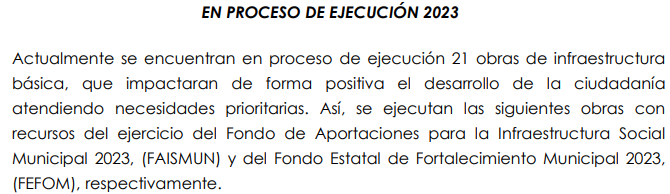 EN PROCESO DE EJECUCIÓN 2023
Actualmente se encuentran en proceso de ejecución 21 obras de infraestructura
básica, que impactaran de forma positiva el desarrollo de la ciudadanía
atendiendo necesidades prioritarias. Así, se ejecutan las siguientes obras con
recursos del ejercicio del Fondo de Aportaciones para la Infraestructura Social
Municipal 2023, (FAISMUN) y del Fondo Estatal de Fortalecimiento Municipal 2023,
(FEFOM), respectivamente.